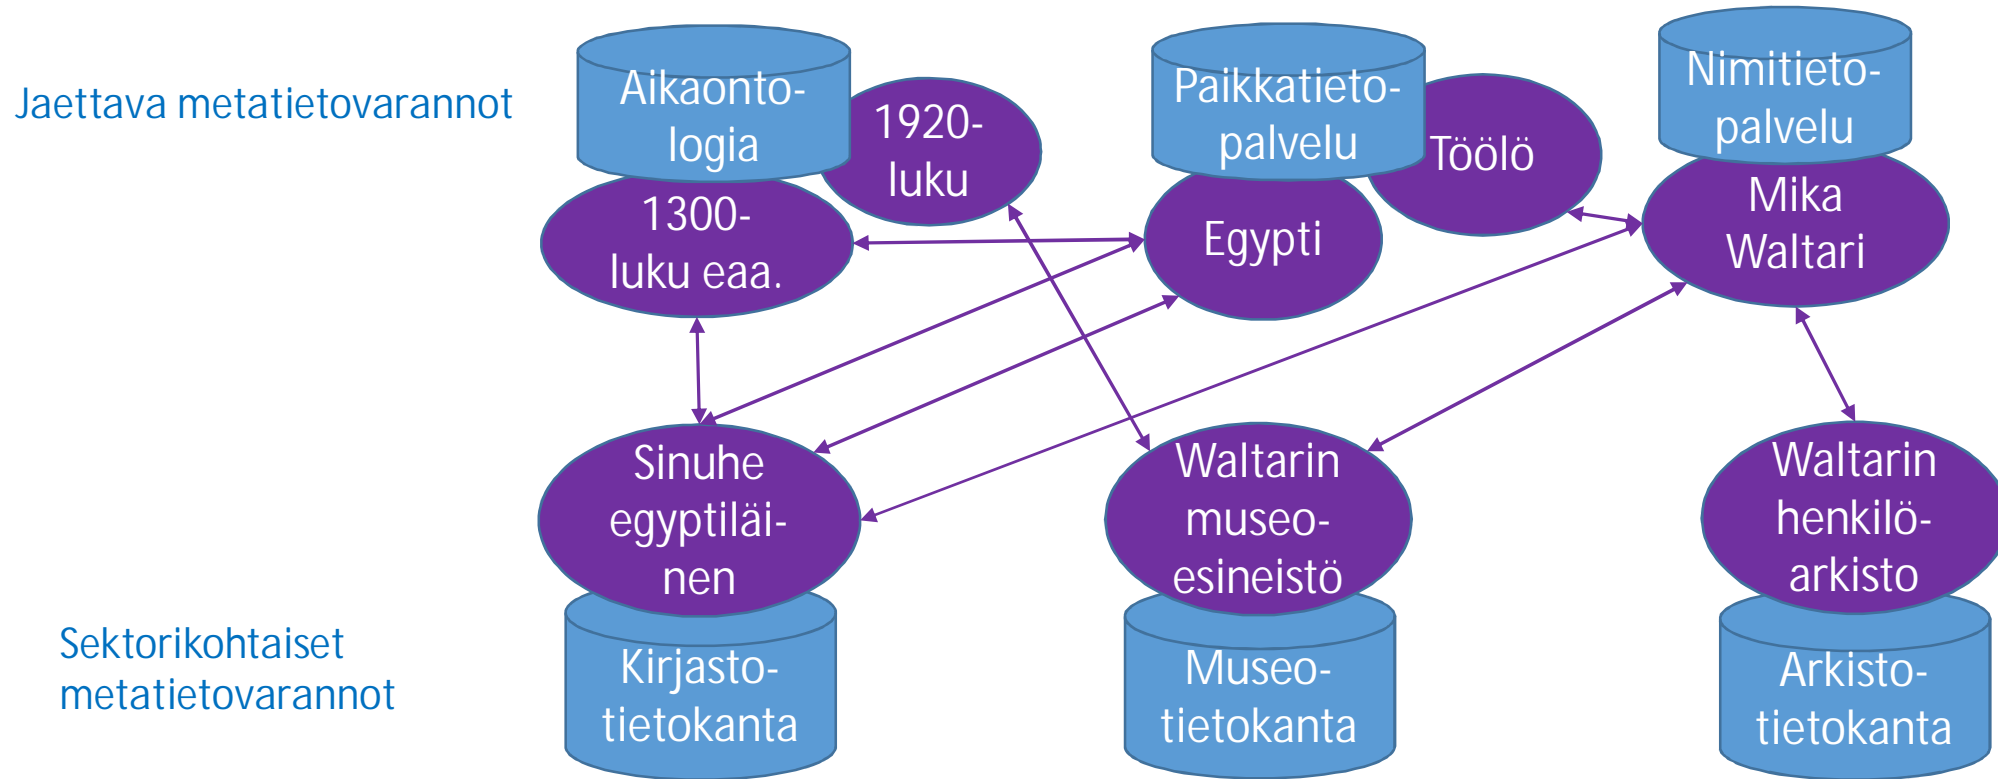 Jaettava metatietovarannot
Aikaonto-
logia
1920-
luku
1300-
luku eaa.
Paikkatieto-
palvelu
Töölö
Egypti
Nimitieto-
palvelu
Mika
Waltari
Sinuhe
egyptiläi-
nen
Waltarin
museo-
esineistö
Waltarin
henkilö-
arkisto
Sektorikohtaiset
metatietovarannot
Kirjasto-
tietokanta
Museo-
tietokanta
Arkisto-
tietokanta